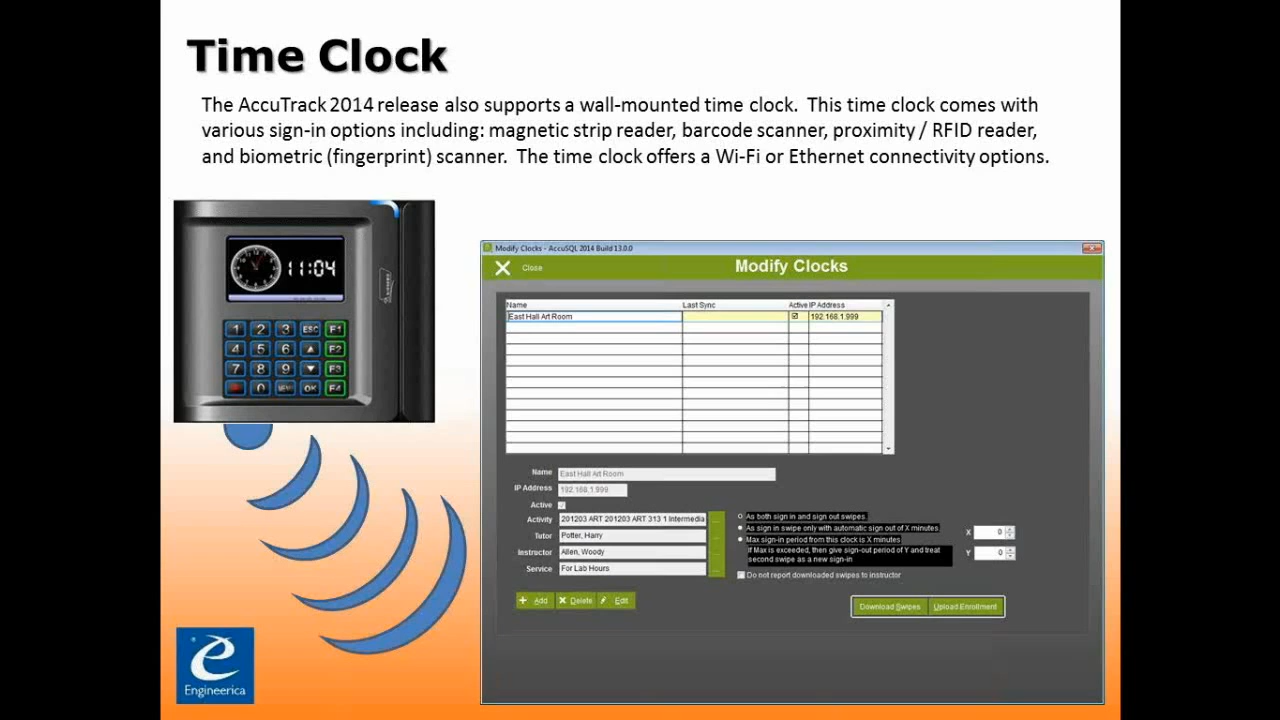 Time Clock
The AccuTrack 2014 release also supports a wall-mounted time clock. This time clock comes with
various sign-in options including: magnetic strip reader, barcode scanner, proximity / RFID reader,
and biometric (fingerprint) scanner. The time clock offers a Wi-Fi or Ethernet connectivity options.
11:04
1 2 3 ESC F1
4 5 6 ▲ F2
7 8 9 ▼ F3
0 MENU OK F4
Modify Clocks - AccuSQL 2014 Build 13.0.0
Close
Modify Clocks
Name Last Sync Active IP Address
East Hall Art Room 192.168.1.999
Name East Hall Art Room
IP Address 192.168.1.999
Active
Activity 201203 ART 201203 ART 313 1 Intermedia
Tutor Potter, Harry
Instructor Allen, Woody
Service For Lab Hours
As both sign in and sign out swipes.
As sign in swipe only with automatic sign out of X minutes.
Max sign-in period from this clock is X minutes
If Max is exceeded, then give sign-out period of Y and treat
second swipe as a new sign-in
Do not report downloaded swipes to instructor
X 0
Y 0
Add Delete Edit
Download Swipes Upload Enrollment
e
Engineerica